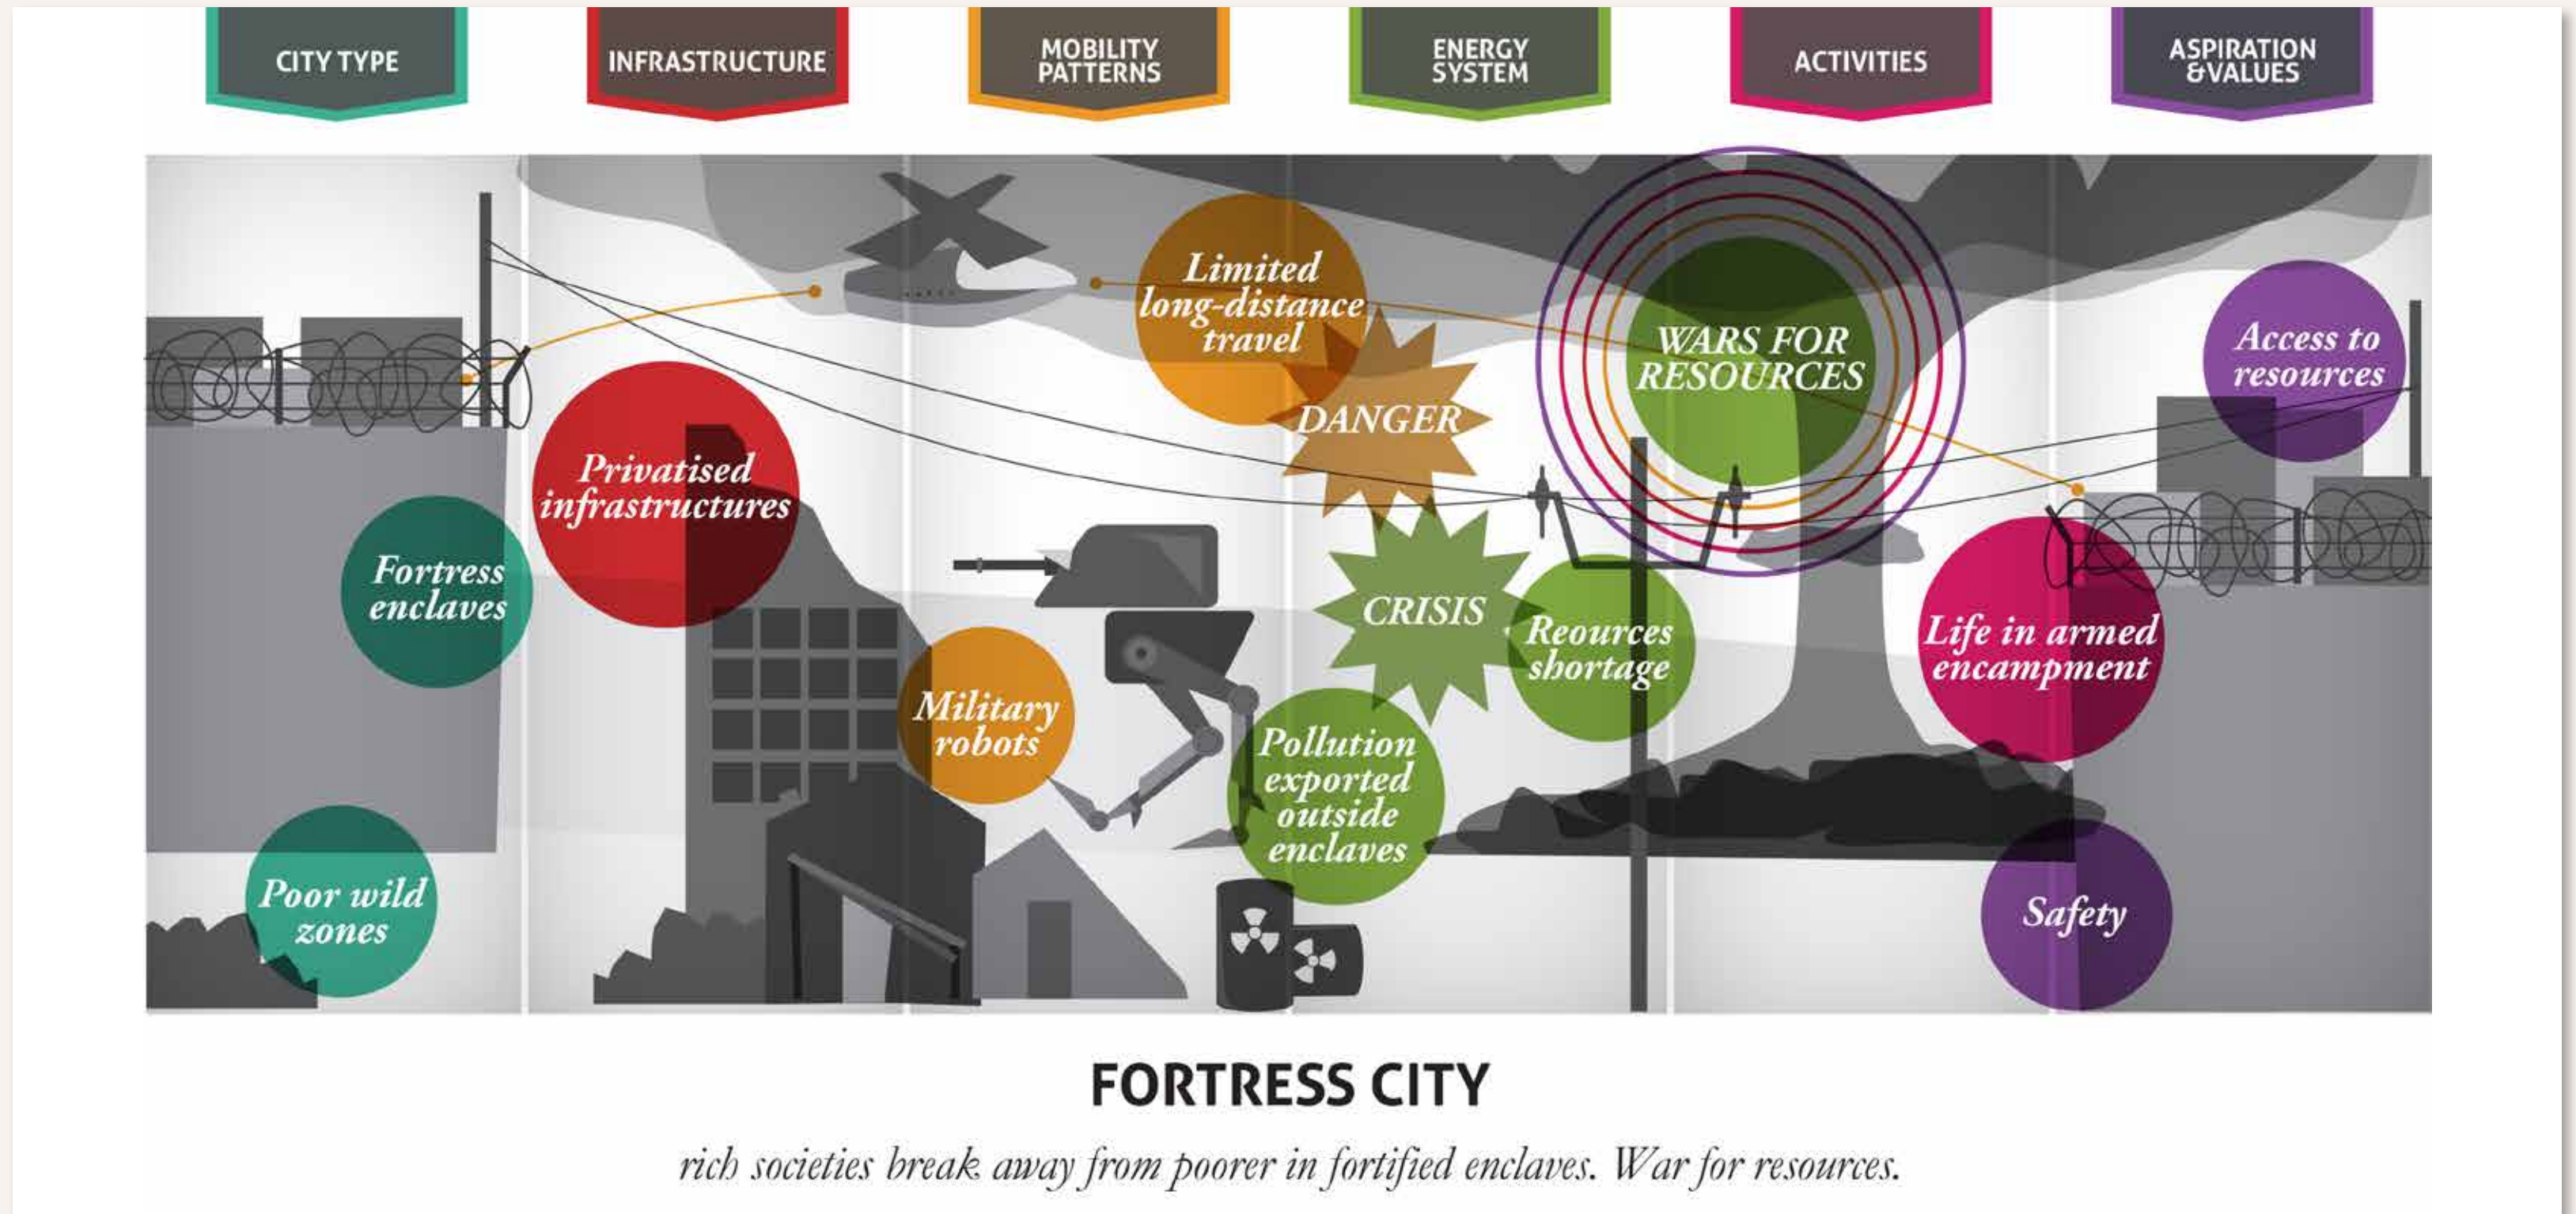 CITY TYPE
INFRASTRUCTURE
MOBILITY
PATTERNS
ENERGY
SYSTEM
ACTIVITIES
ASPIRATION
&VALUES
Limited
long-distance
travel
DANGER
WARS FOR
RESOURCES
Access to
resources
Privatised
infrastructures
Fortress
enclaves
CRISIS
Reources
shortage
Life in armed
encampment
Military
robots
Pollution
exported
outside
enclaves
Poor wild
zones
Safety
FORTRESS CITY
rich societies break away from poorer in fortified enclaves. War for resources.